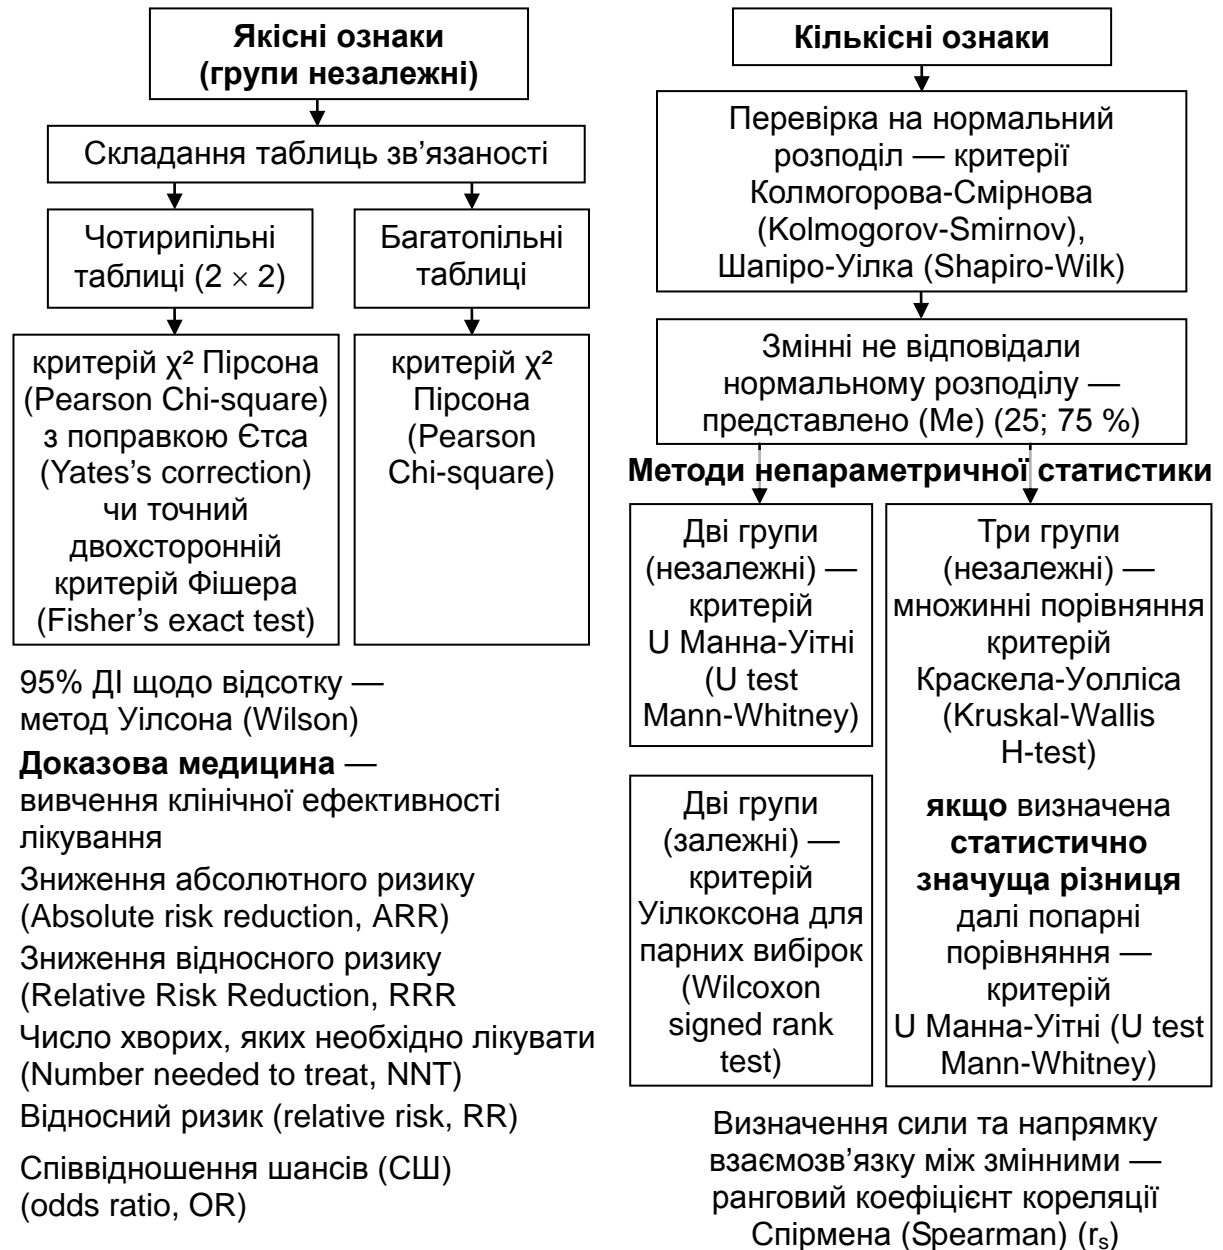 Якісні ознаки
(групи незалежні)
Складання таблиць зв'язаності
Чотирипільні
таблиці (2 × 2)
Багатопільні
таблиці
критерій χ² Пірсона
(Pearson Chi-square)
з поправкою Єтса
(Yates's correction)
чи точний
двохсторонній
критерій Фішера
(Fisher's exact test)
критерій χ²
Пірсона
(Pearson
Chi-square)
95% ДІ щодо відсотку —
метод Уілсона (Wilson)
Доказова медицина —
вивчення клінічної ефективності
лікування
Зниження абсолютного ризику
(Absolute risk reduction, ARR)
Зниження відносного ризику
(Relative Risk Reduction, RRR
Число хворих, яких необхідно лікувати
(Number needed to treat, NNT)
Відносний ризик (relative risk, RR)
Співвідношення шансів (СШ)
(odds ratio, OR)
Кількісні ознаки
Перевірка на нормальний
розподіл — критерії
Колмогорова-Смірнова
(Kolmogorov-Smirnov),
Шапіро-Уілка (Shapiro-Wilk)
Змінні не відповідали
нормальному розподілу —
представлено (Me) (25; 75 %)
Методи непараметричної статистики
Дві групи
(незалежні) —
критерій
U Манна-Уітні
(U test
Mann-Whitney)
Дві групи
(залежні) —
критерій
Уілкоксона для
парних вибірок
(Wilcoxon
signed rank
test)
Три групи
(незалежні) —
множинні порівняння
критерій
Краскела-Уолліса
(Kruskal-Wallis
H-test)
якщо визначена
статистично
значуща різниця
далі попарні
порівняння —
критерій
U Манна-Уітні (U test
Mann-Whitney)
Визначення сили та напрямку
взаємозв'язку між змінними —
ранговий коефіцієнт кореляції
Спірмена (Spearman) (rₛ)